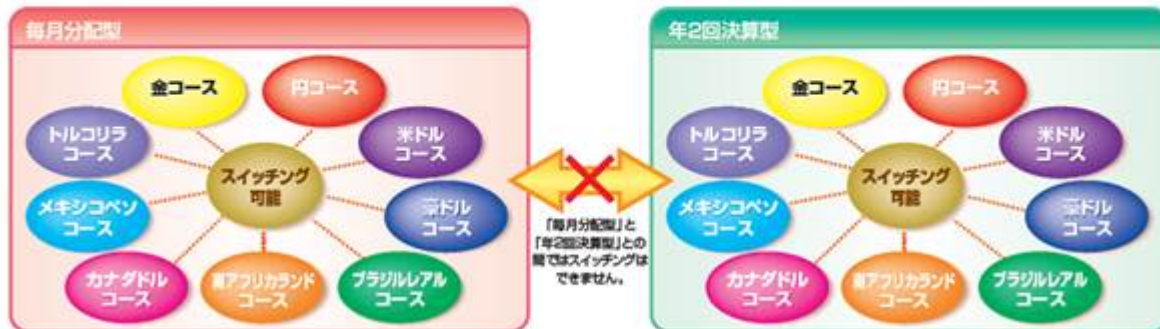 毎月分配型
金コース
円コース
トルコリラ
コース
米ドル
コース
スイッチング
可能
メキシコペソ
コース
豪ドル
コース
カナダドル
コース
南アフリカランド
コース
ブラジルレアル
コース
「毎月分配型」と
「年2回決算型」との
間ではスイッチングは
できません。
年2回決算型
金コース
円コース
トルコリラ
コース
米ドル
コース
スイッチング
可能
メキシコペソ
コース
豪ドル
コース
カナダドル
コース
南アフリカランド
コース
ブラジルレアル
コース